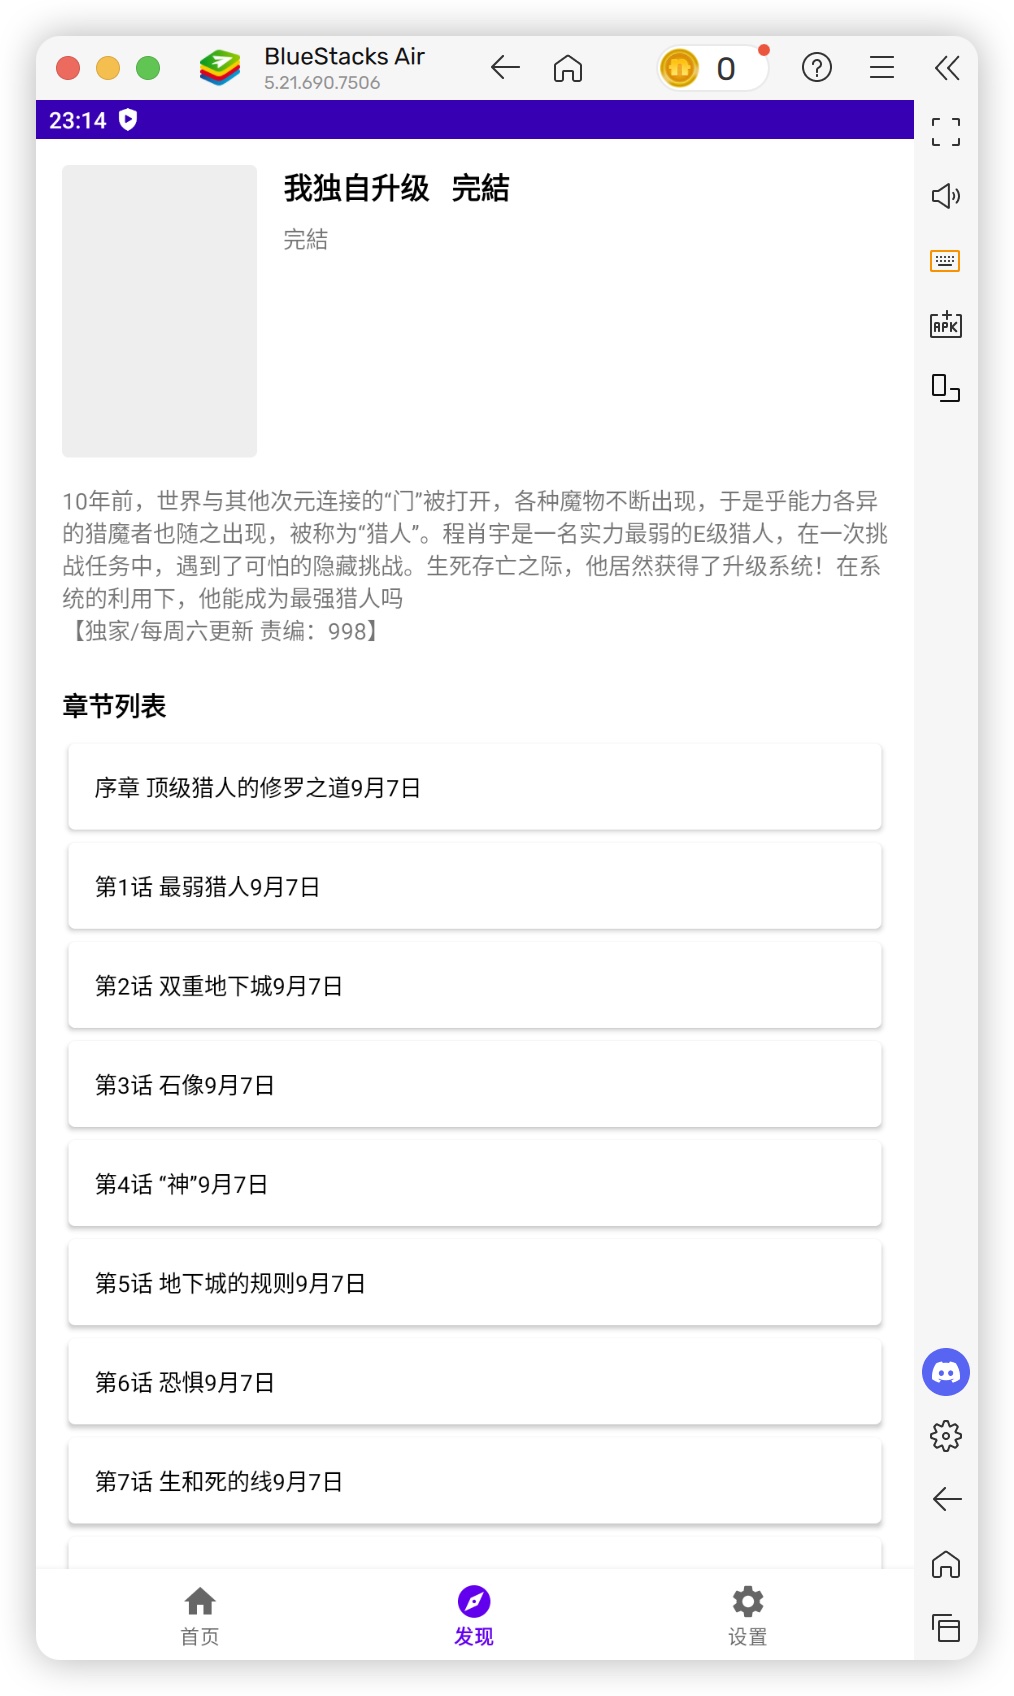 BlueStacks Air
5.21.690.7506
0
23:14
APK
我独自升级 完結
完結
10年前，世界与其他次元连接的“门”被打开，各种魔物不断出现，于是乎能力各异
的猎魔者也随之出现，被称为“猎人”。程肖宇是一名实力最弱的E级猎人，在一次挑
战任务中，遇到了可怕的隐藏挑战。生死存亡之际，他居然获得了升级系统！在系
统的利用下，他能成为最强猎人吗
【独家/每周六更新 责编：998】
章节列表
序章 顶级猎人的修罗之道9月7日
第1话 最弱猎人9月7日
第2话 双重地下城9月7日
第3话 石像9月7日
第4话 “神”9月7日
第5话 地下城的规则9月7日
第6话 恐惧9月7日
第7话 生和死的线9月7日
首页
发现
设置